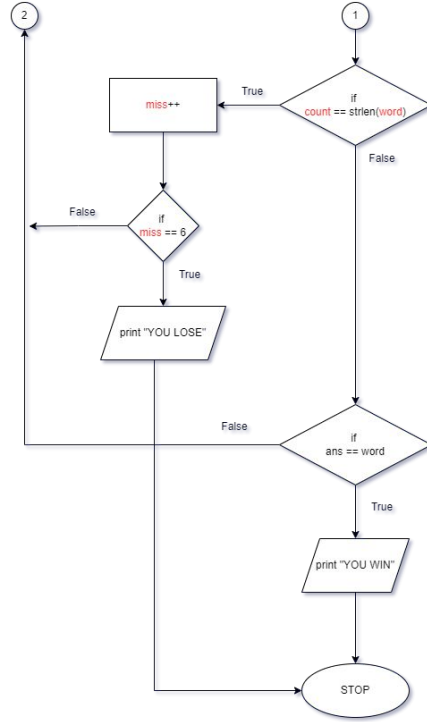 2
1
if
count == strlen(word)
True
miss++
False
if
miss == 6
False
True
print "YOU LOSE"
if
ans == word
False
True
print "YOU WIN"
STOP